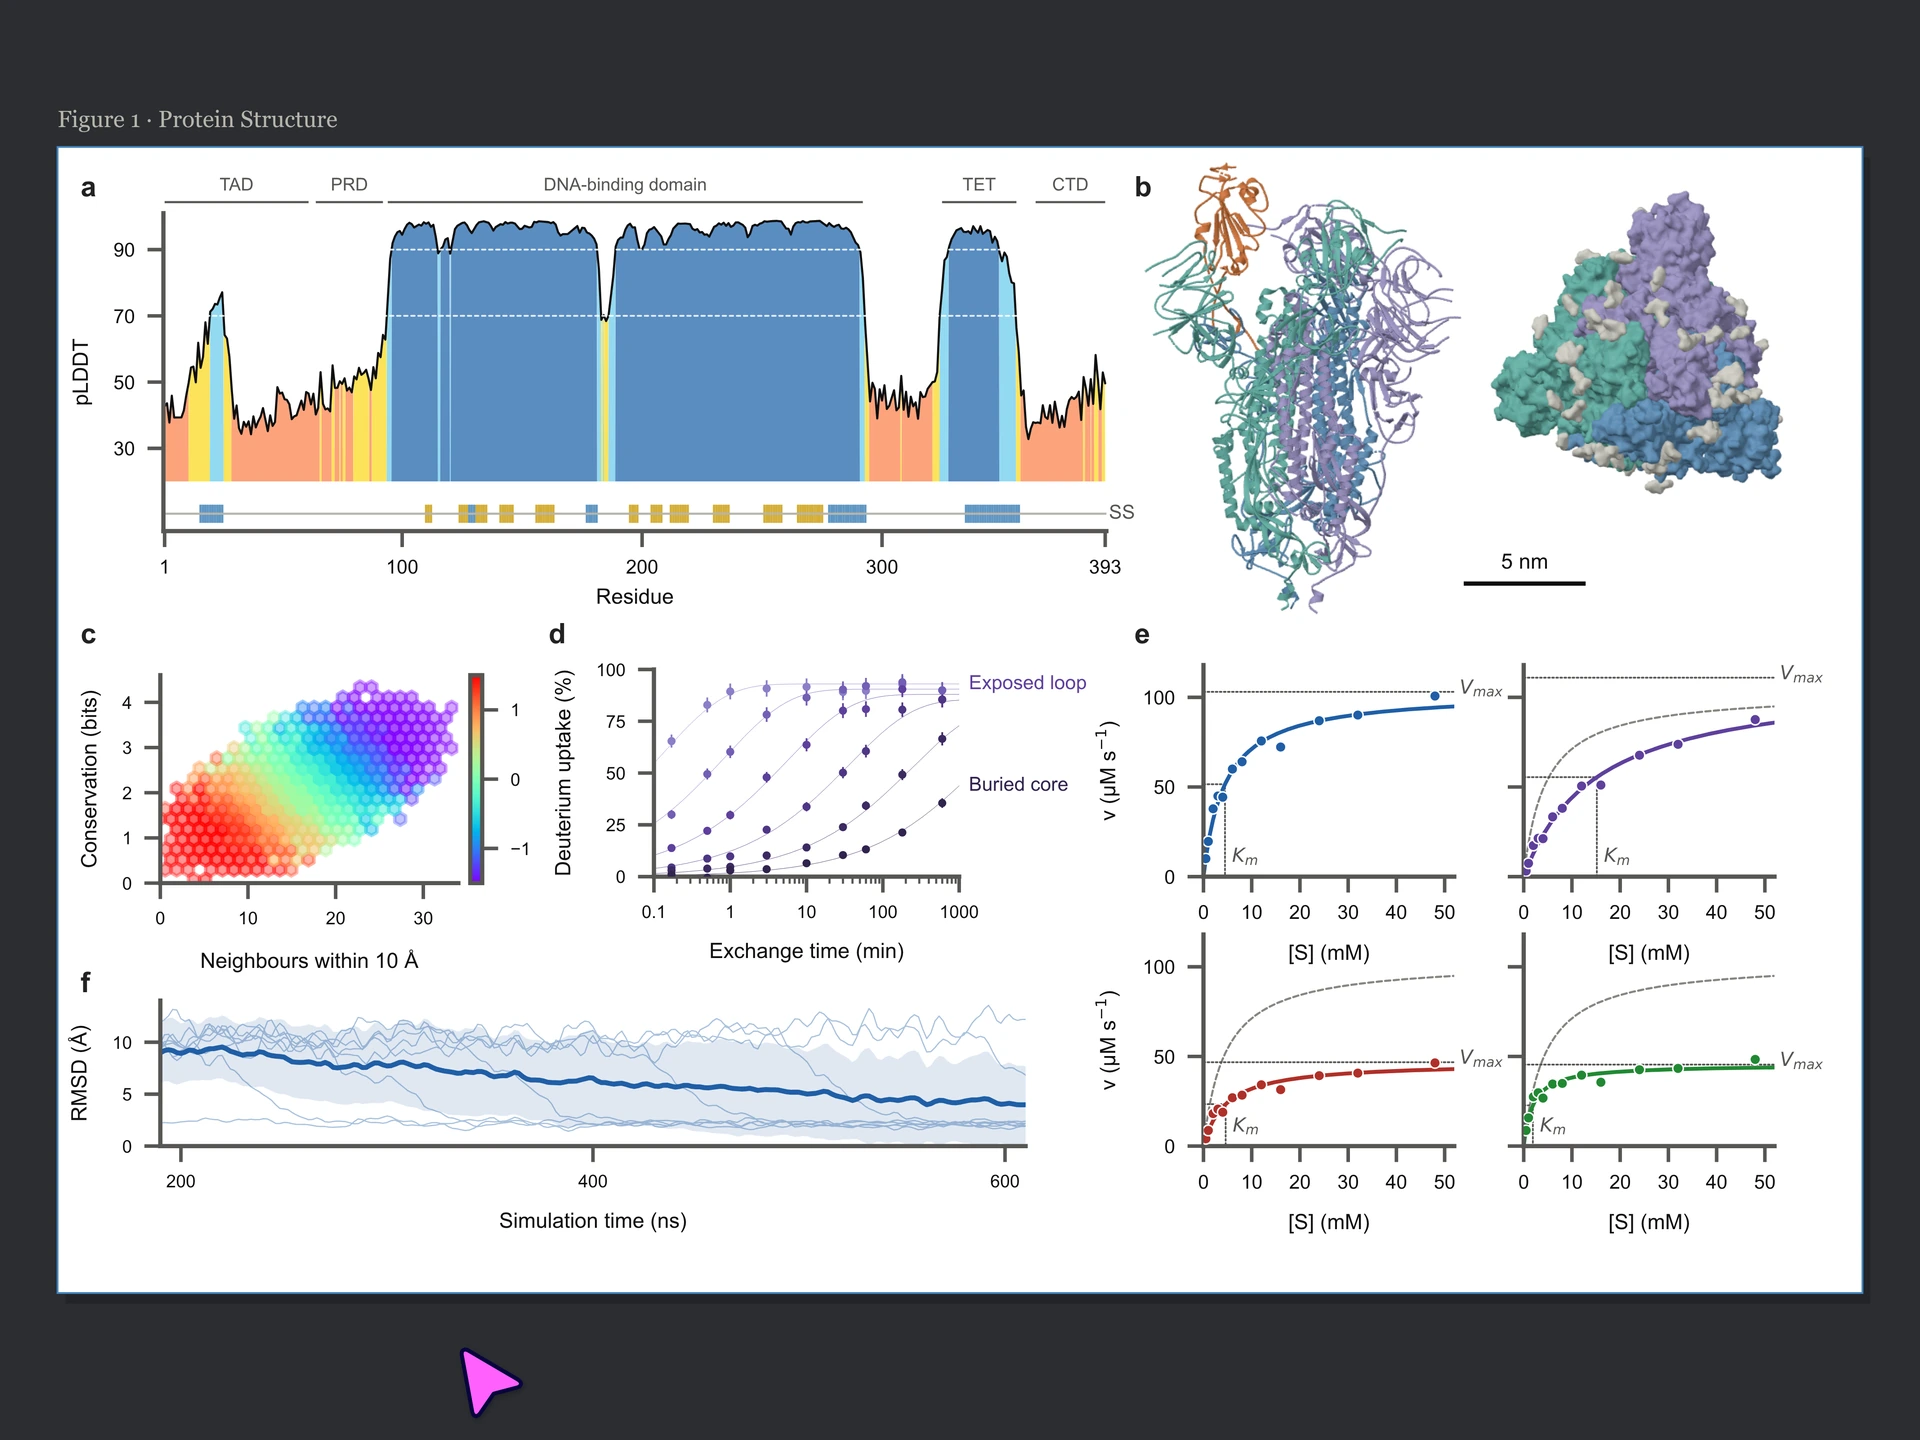 Figure 1 · Protein Structure
a
TAD PRD DNA-binding domain TET CTD
90
70
50
30
pLDDT
SS
1 100 200 300 393
Residue
b
5 nm
c
4
3
2
1
0
Conservation (bits)
0 10 20 30
Neighbours within 10 Å
1
0
−1
d
100
75
50
25
0
Deuterium uptake (%)
Exposed loop
Buried core
0.1 1 10 100 1000
Exchange time (min)
e
100
50
0
v (μM s−1)
Vmax
Km
0 10 20 30 40 50
[S] (mM)
Vmax
Km
0 10 20 30 40 50
[S] (mM)
100
50
0
v (μM s−1)
Vmax
Km
0 10 20 30 40 50
[S] (mM)
Vmax
Km
0 10 20 30 40 50
[S] (mM)
f
10
5
0
RMSD (Å)
200 400 600
Simulation time (ns)